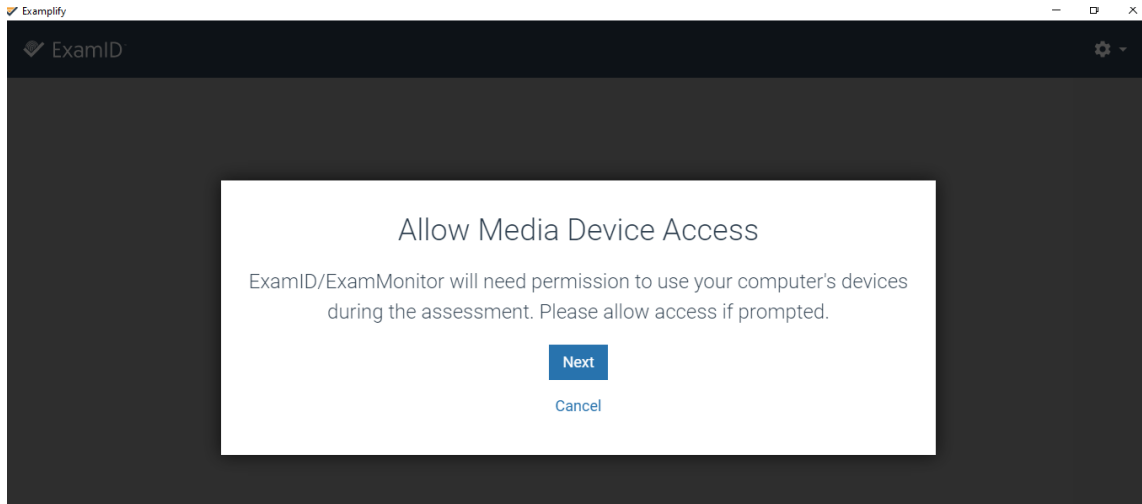 Examplify
ExamID
Allow Media Device Access
ExamID/ExamMonitor will need permission to use your computer's devices
during the assessment. Please allow access if prompted.
Next
Cancel